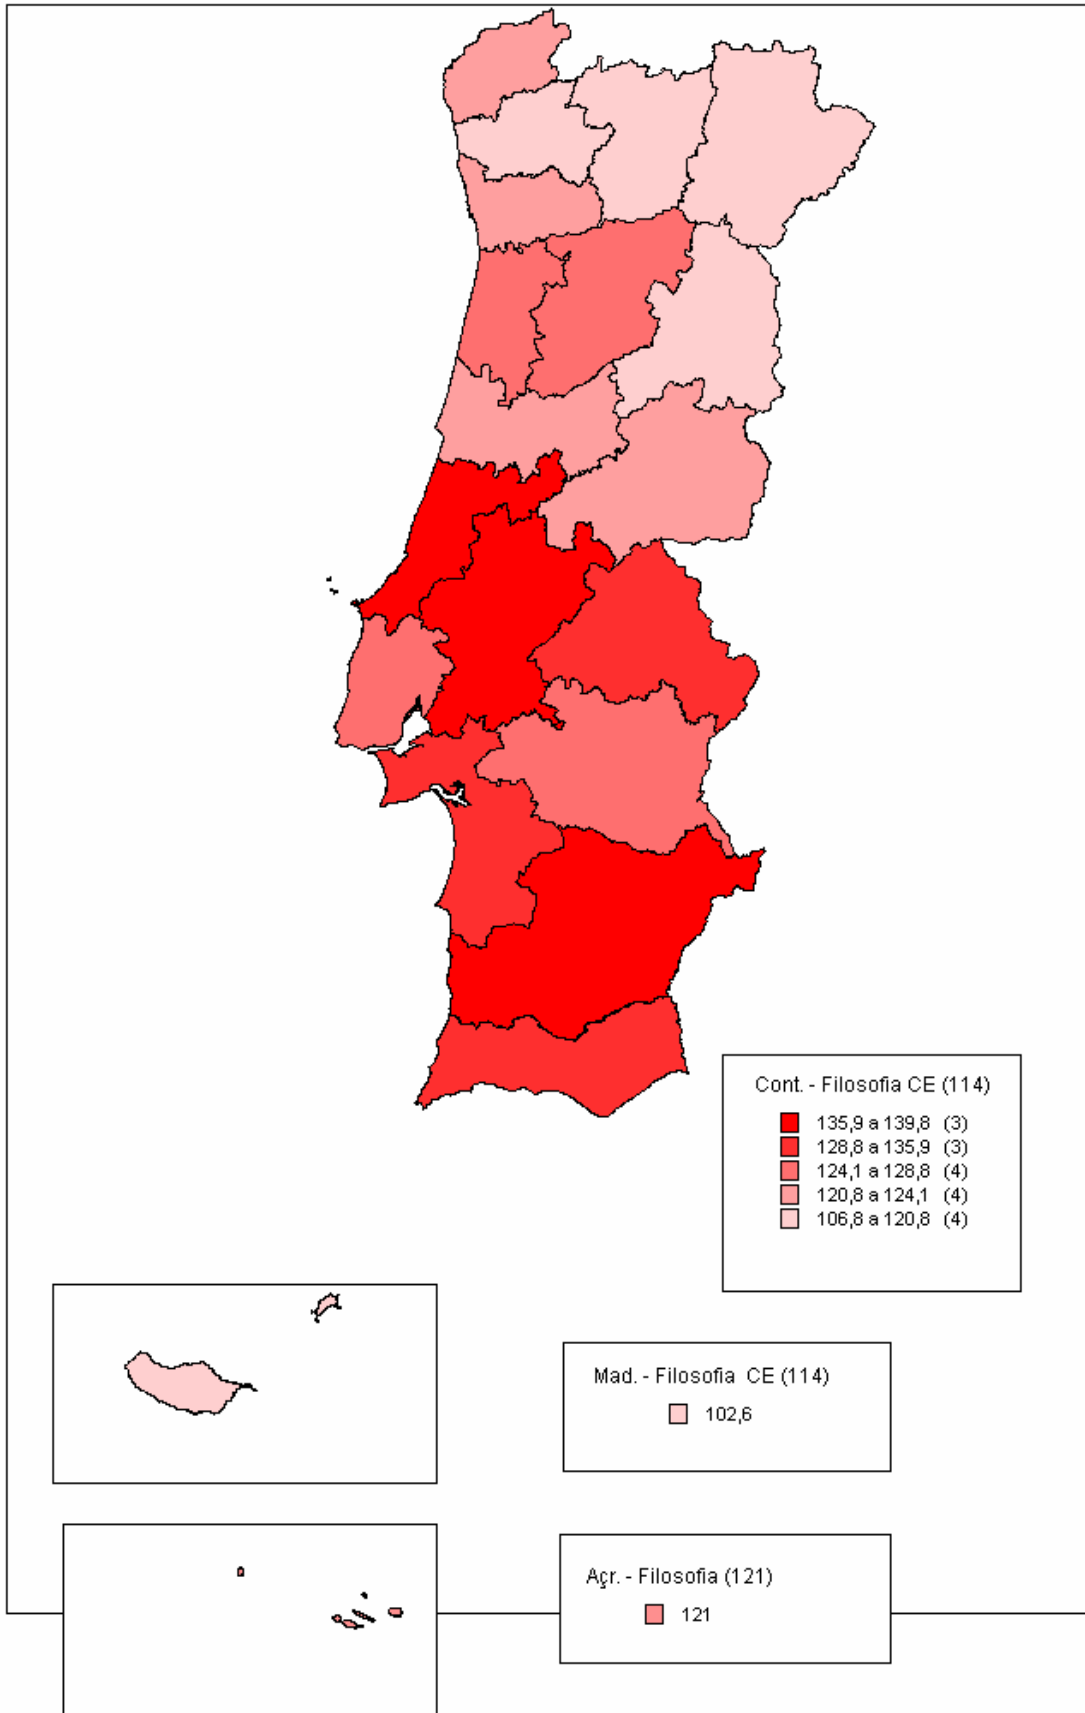 Cont. - Filosofia CE (114)
135,9 a 139,8 (3)
128,8 a 135,9 (3)
124,1 a 128,8 (4)
120,8 a 124,1 (4)
106,8 a 120,8 (4)
Mad. - Filosofia CE (114)
102,6
Açr. - Filosofia (121)
121